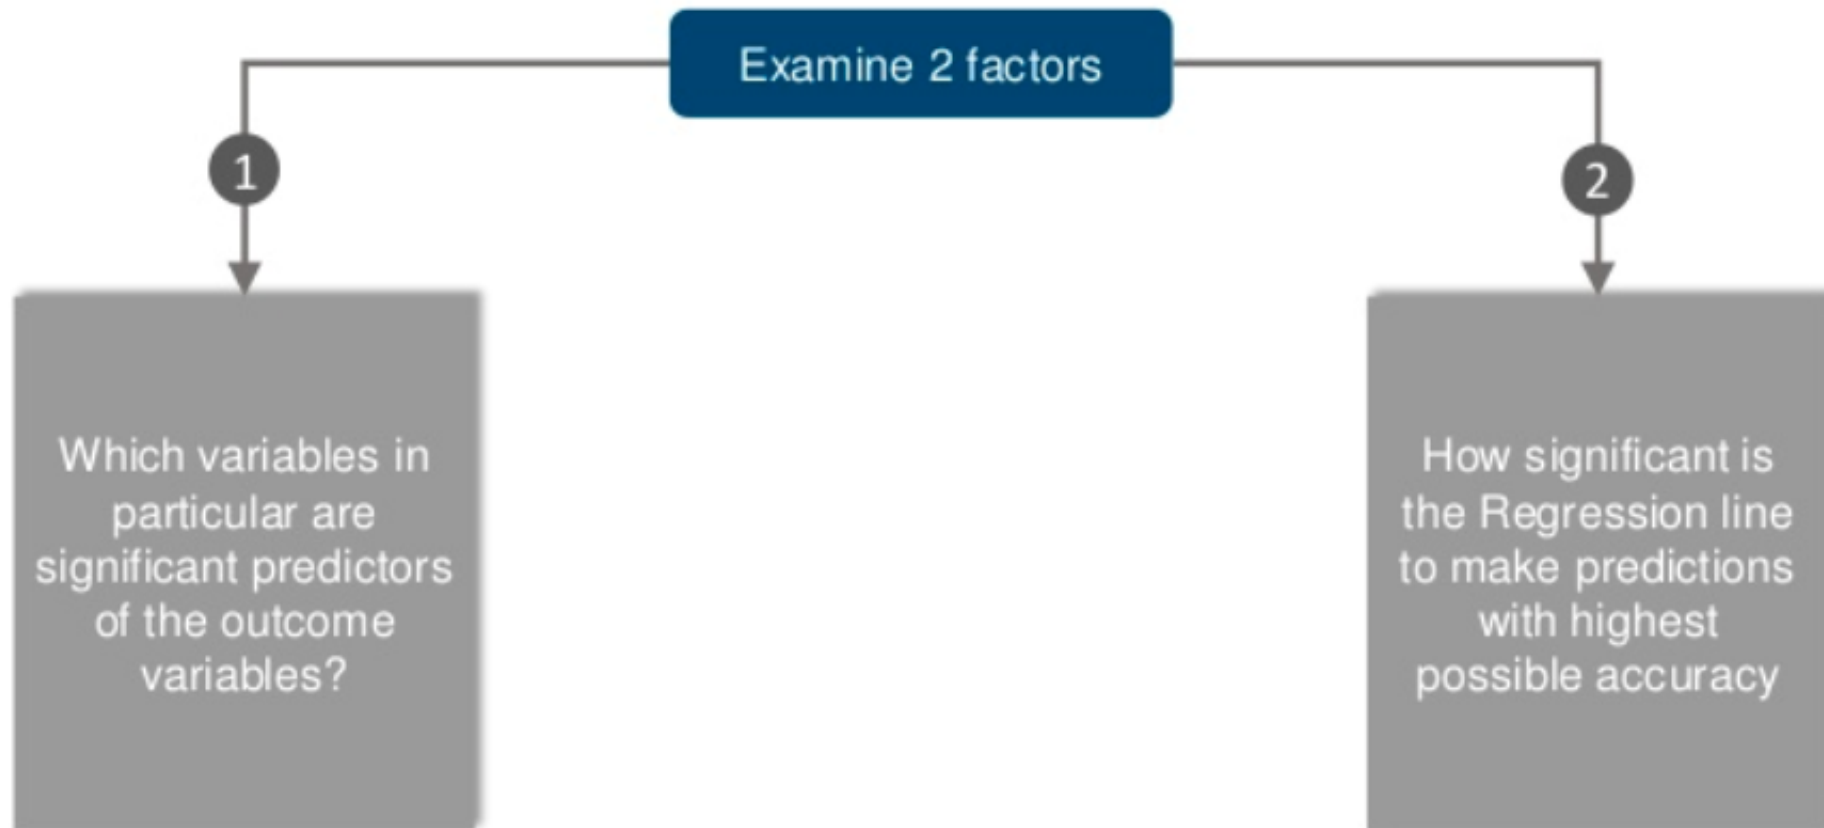 Examine 2 factors
1
2
Which variables in
particular are
significant predictors
of the outcome
variables?
How significant is
the Regression line
to make predictions
with highest
possible accuracy